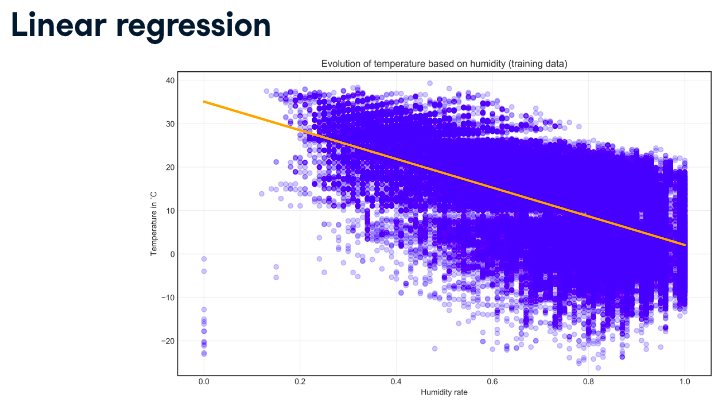 Linear regression
Evolution of temperature based on humidity (training data)
40
30
20
10
0
−10
−20
Temperature in °C
0.0 0.2 0.4 0.6 0.8 1.0
Humidity rate